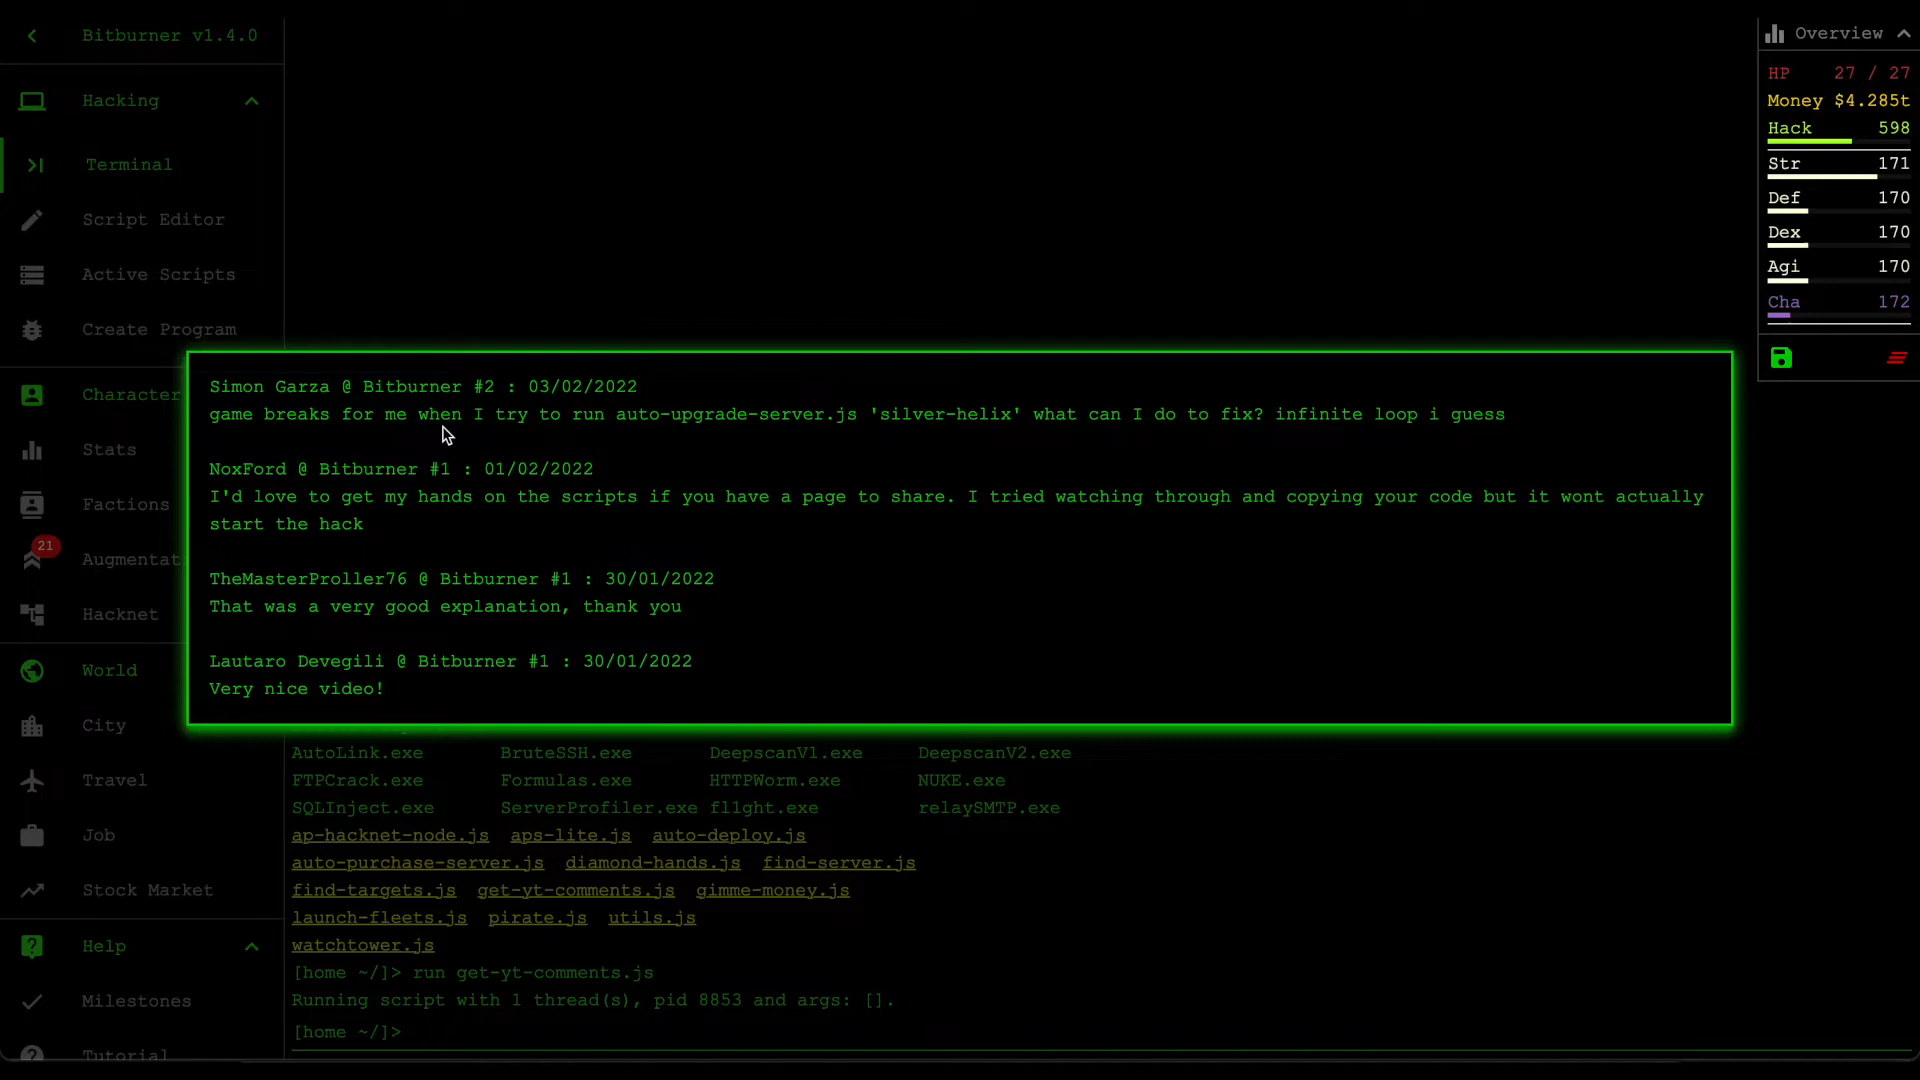 Bitburner v1.4.0
Hacking
Terminal
Script Editor
Active Scripts
Create Program
Character
Stats
Factions
21
Augmentat
Hacknet
World
City
Travel
Job
Stock Market
Help
Milestones
Tutorial
Simon Garza @ Bitburner #2 : 03/02/2022
game breaks for me when I try to run auto-upgrade-server.js 'silver-helix' what can I do to fix? infinite loop i guess
NoxFord @ Bitburner #1 : 01/02/2022
I'd love to get my hands on the scripts if you have a page to share. I tried watching through and copying your code but it wont actually
start the hack
TheMasterProller76 @ Bitburner #1 : 30/01/2022
That was a very good explanation, thank you
Lautaro Devegili @ Bitburner #1 : 30/01/2022
Very nice video!
AutoLink.exe BruteSSH.exe DeepscanV1.exe DeepscanV2.exe
FTPCrack.exe Formulas.exe HTTPWorm.exe NUKE.exe
SQLInject.exe ServerProfiler.exe fl1ght.exe relaySMTP.exe
ap-hacknet-node.js aps-lite.js auto-deploy.js
auto-purchase-server.js diamond-hands.js find-server.js
find-targets.js get-yt-comments.js gimme-money.js
launch-fleets.js pirate.js utils.js
watchtower.js
[home ~/]> run get-yt-comments.js
Running script with 1 thread(s), pid 8853 and args: [].
[home ~/]>
Overview
HP 27 / 27
Money $4.285t
Hack 598
Str 171
Def 170
Dex 170
Agi 170
Cha 172